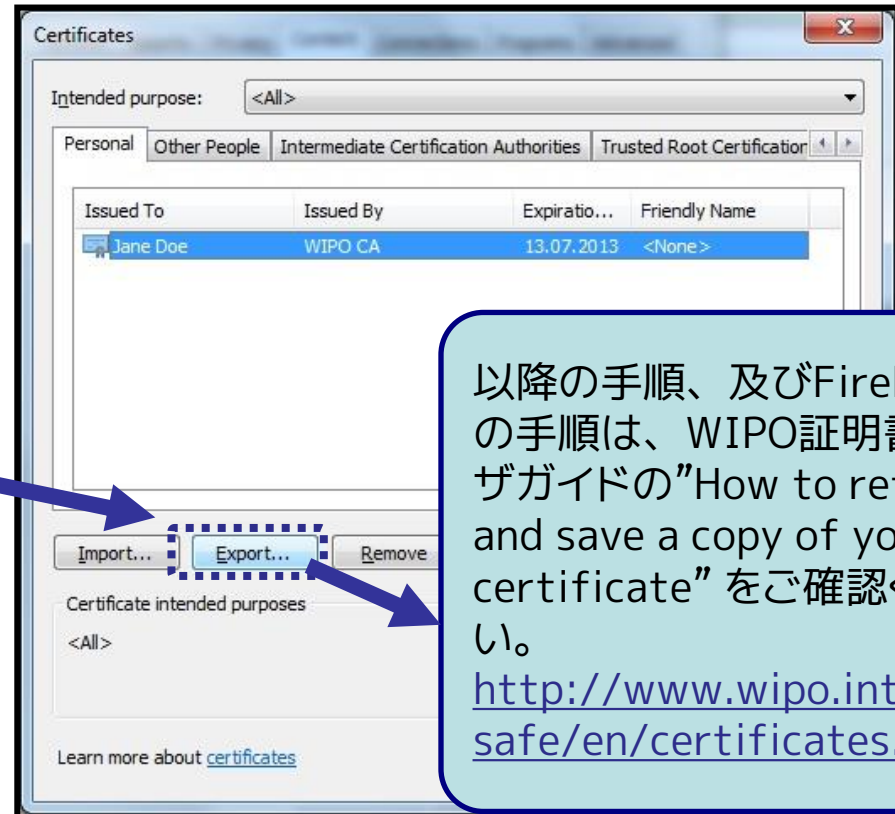 Certificates
Intended purpose:
<All>
Personal
Other People
Intermediate Certification Authorities
Trusted Root Certification
Issued To
Issued By
Expiratio...
Friendly Name
Jane Doe
WIPO CA
13.07.2013
<None>
Import...
Export...
Remove
Certificate intended purposes
<All>
Learn more about certificates
以降の手順、及びFire
の手順は、WIPO証明書
ザガイドの”How to re
and save a copy of yo
certificate” をご確認く
い。
http://www.wipo.int
safe/en/certificates